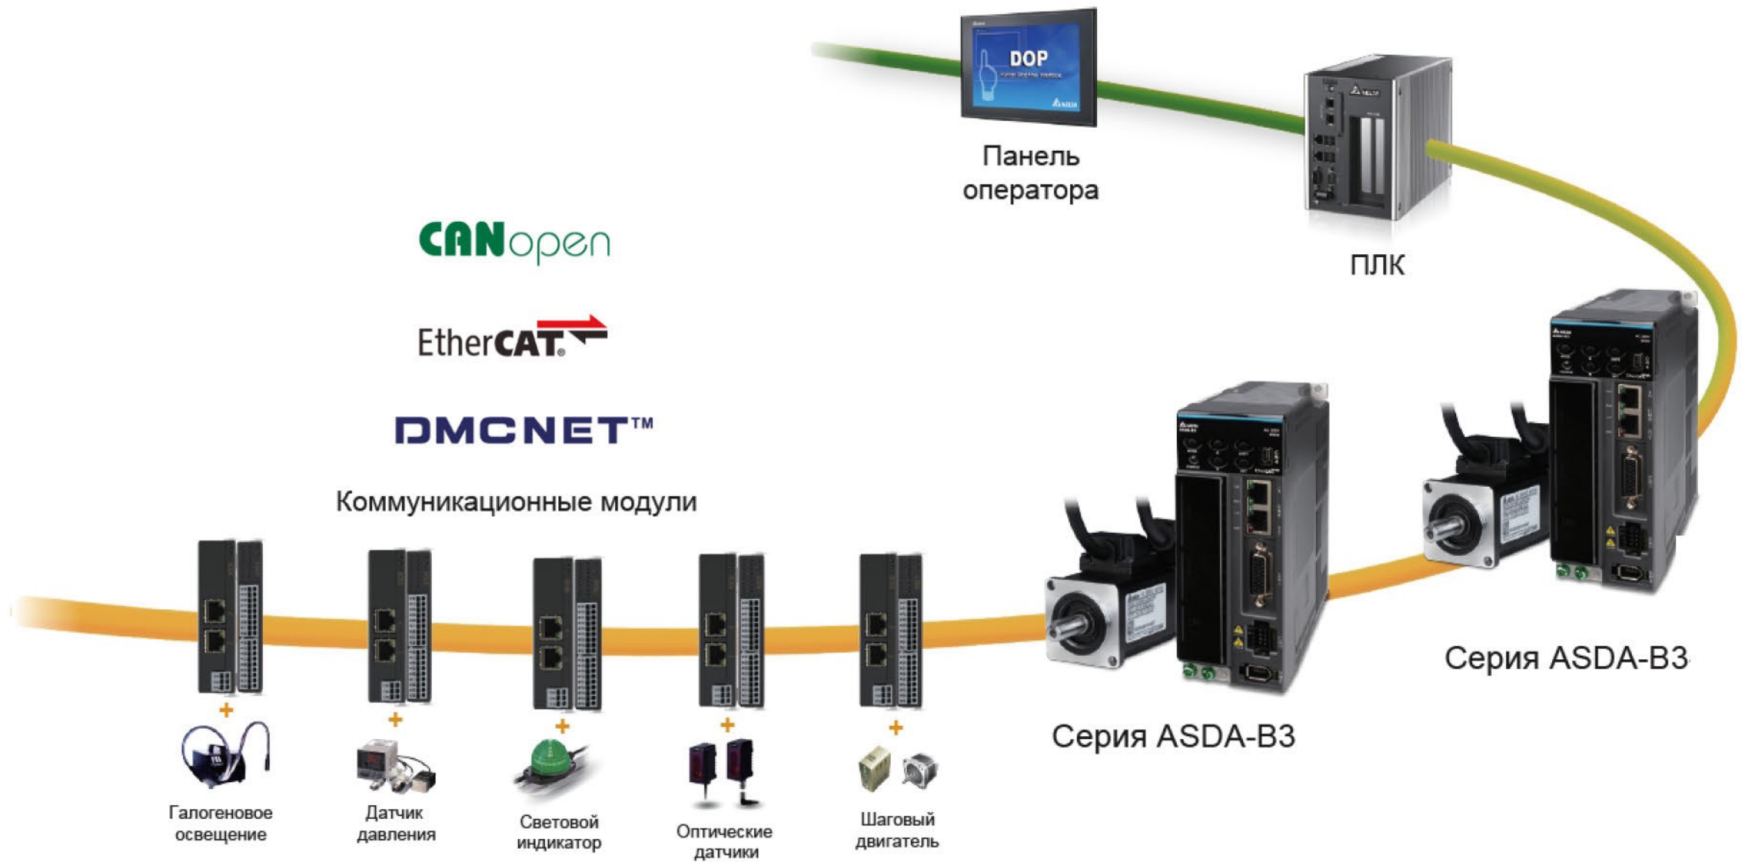 DOP
Панель
оператора
ПЛК
CANopen
EtherCAT®
DMCNET™
Коммуникационные модули
Серия ASDA-B3
Серия ASDA-B3
Галогеновое
освещение
Датчик
давления
Световой
индикатор
Оптические
датчики
Шаговый
двигатель